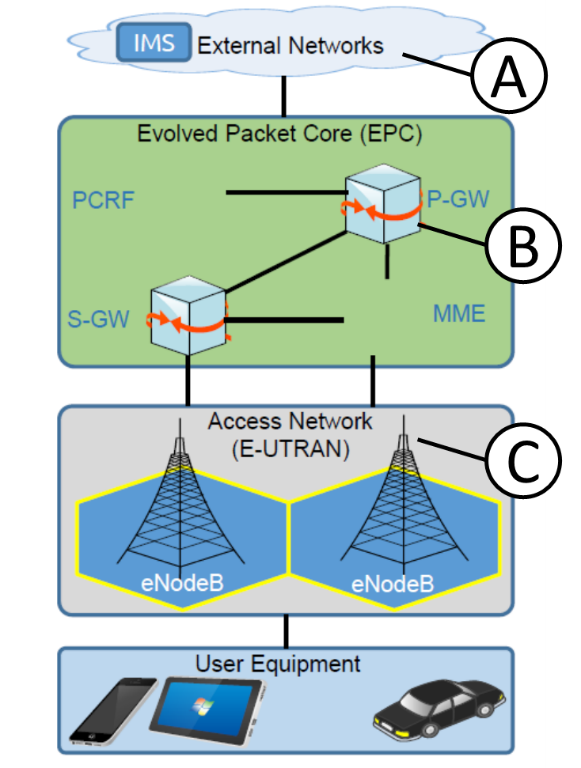 IMS External Networks
A
Evolved Packet Core (EPC)
PCRF
P-GW
B
S-GW
MME
Access Network
(E-UTRAN)
C
eNodeB
eNodeB
User Equipment